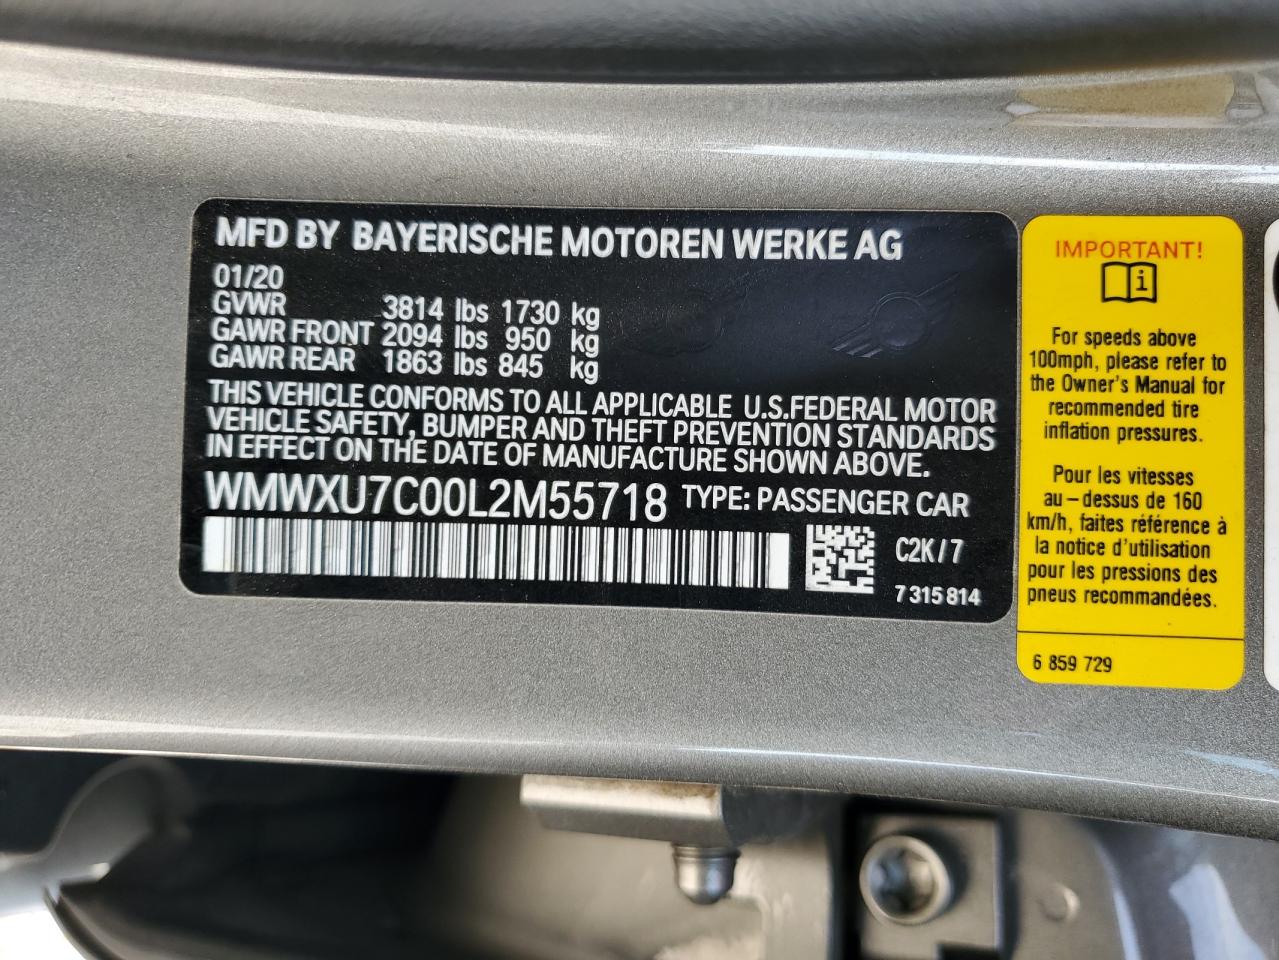 MFD BY BAYERISCHE MOTOREN WERKE AG
01/20
GVWR 3814 lbs 1730 kg
GAWR FRONT 2094 lbs 950 kg
GAWR REAR 1863 lbs 845 kg
THIS VEHICLE CONFORMS TO ALL APPLICABLE U.S.FEDERAL MOTOR
VEHICLE SAFETY, BUMPER AND THEFT PREVENTION STANDARDS
IN EFFECT ON THE DATE OF MANUFACTURE SHOWN ABOVE.
WMWXU7C00L2M55718 TYPE: PASSENGER CAR
C2K/7
7 315 814
IMPORTANT!
i
For speeds above
100mph, please refer to
the Owner's Manual for
recommended tire
inflation pressures.
Pour les vitesses
au-dessus de 160
km/h, faites référence à
la notice d'utilisation
pour les pressions des
pneus recommandées.
6 859 729